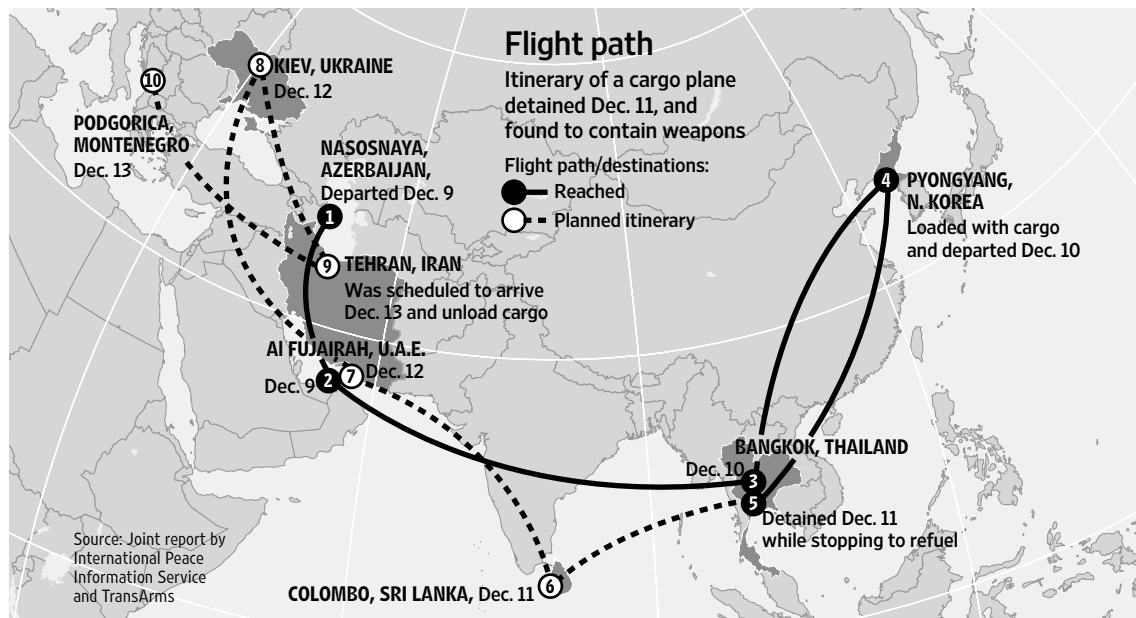 Flight path
Itinerary of a cargo plane
detained Dec. 11, and
found to contain weapons
Flight path/destinations:
Reached
Planned itinerary
8
KIEV, UKRAINE
Dec. 12
10
PODGORICA,
MONTENEGRO
Dec. 13
NASOSNAYA,
AZERBAIJAN,
Departed Dec. 9
1
9
TEHRAN, IRAN
Was scheduled to arrive
Dec. 13 and unload cargo
AI FUJAIRAH, U.A.E.
Dec. 9
2
7
Dec. 12
4
PYONGYANG,
N. KOREA
Loaded with cargo
and departed Dec. 10
BANGKOK, THAILAND
Dec. 10
3
5
Detained Dec. 11
while stopping to refuel
COLOMBO, SRI LANKA, Dec. 11
6
Source: Joint report by
International Peace
Information Service
and TransArms